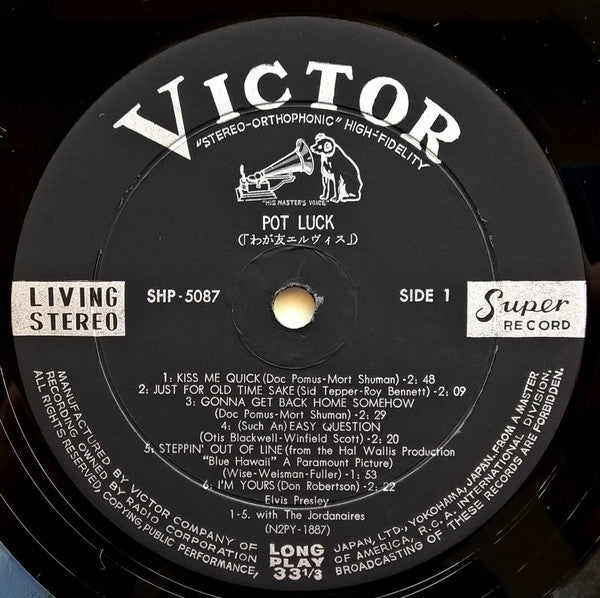 VICTOR
"STEREO-ORTHOPHONIC" HIGH-FIDELITY
"HIS MASTER'S VOICE"
POT LUCK
(「わが友エルヴィス」)
LIVING
STEREO
SHP-5087
SIDE 1
Super
RECORD
1: KISS ME QUICK (Doc Pomus-Mort Shuman) -2: 48
2: JUST FOR OLD TIME SAKE (Sid Tepper-Roy Bennett) -2: 09
3: GONNA GET BACK HOME SOMEHOW
(Doc Pomus-Mort Shuman) -2: 29
4: (Such An) EASY QUESTION
(Otis Blackwell-Winfield Scott) -2: 20
5: STEPPIN' OUT OF LINE (from the Hal Wallis Production
"Blue Hawaii" A Paramount Picture)
(Wise-Weisman-Fuller) -1: 53
6: I'M YOURS (Don Robertson) -2: 22
Elvis Presley
1-5. with The Jordanaires
(N2PY-1887)
LONG
PLAY
33 1/3
MANUFACTURED BY VICTOR COMPANY OF JAPAN, LTD., YOKOHAMA, JAPAN, FROM A MASTER
RECORDING OWNED BY RADIO CORPORATION OF AMERICA, R.C.A. INTERNATIONAL DIVISION,
ALL RIGHTS RESERVED. COPYING, PUBLIC PERFORMANCE, BROADCASTING OF THESE RECORDS ARE FORBIDDEN.